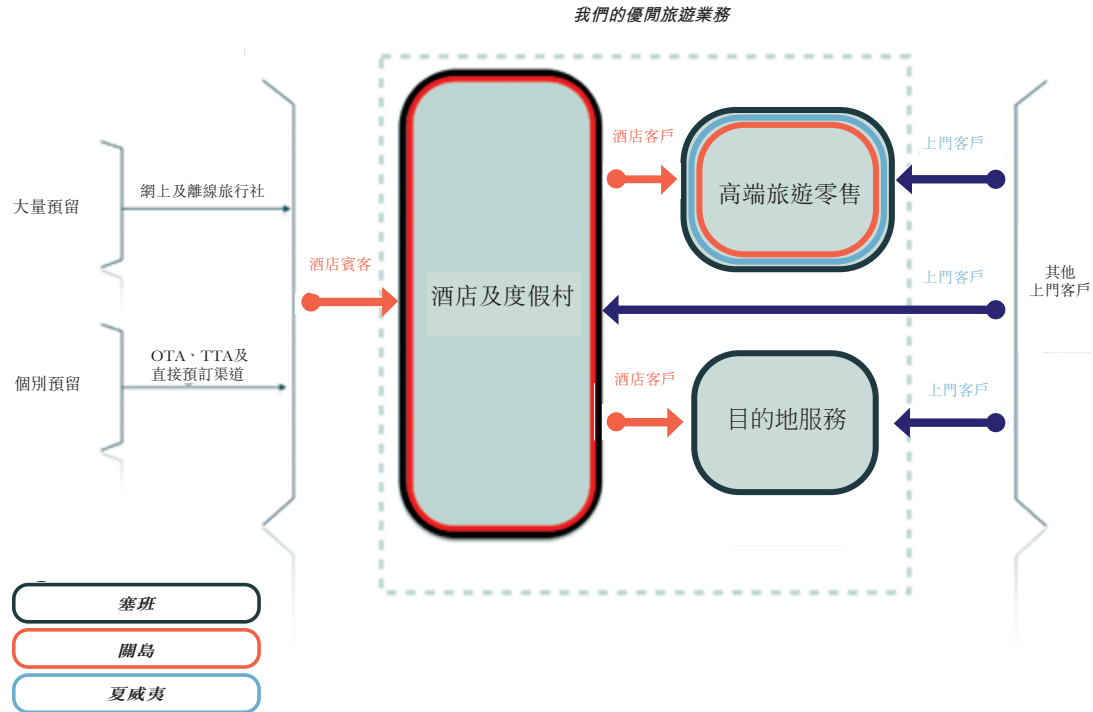 我們的優閒旅遊業務
大量預留
網上及離線旅行社
個別預留
OTA、TTA及
直接預訂渠道
酒店賓客
酒店及度假村
酒店客戶
高端旅遊零售
上門客戶
上門客戶
其他
上門客戶
酒店客戶
目的地服務
上門客戶
塞班
關島
夏威夷